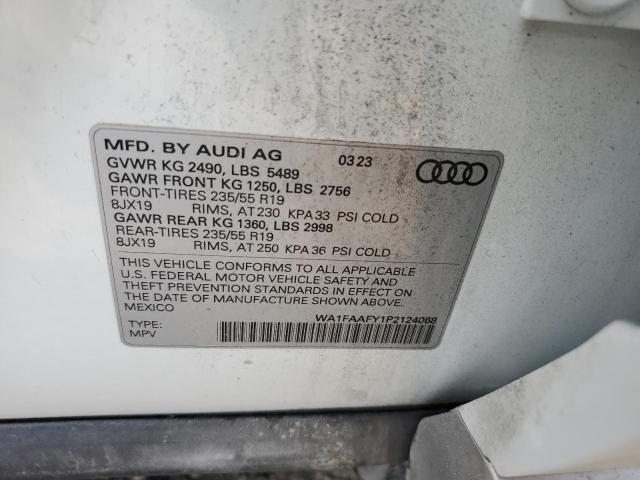 MFD. BY AUDI AG 03 23
GVWR KG 2490, LBS 5489
GAWR FRONT KG 1250, LBS 2756
FRONT-TIRES 235/55 R19
8JX19 RIMS, AT 230 KPA 33 PSI COLD
GAWR REAR KG 1360, LBS 2998
REAR-TIRES 235/55 R19
8JX19 RIMS, AT 250 KPA 36 PSI COLD
THIS VEHICLE CONFORMS TO ALL APPLICABLE
U.S. FEDERAL MOTOR VEHICLE SAFETY AND
THEFT PREVENTION STANDARDS IN EFFECT ON
THE DATE OF MANUFACTURE SHOWN ABOVE.
MEXICO
WA1FAAFY1P2124068
TYPE:
MPV